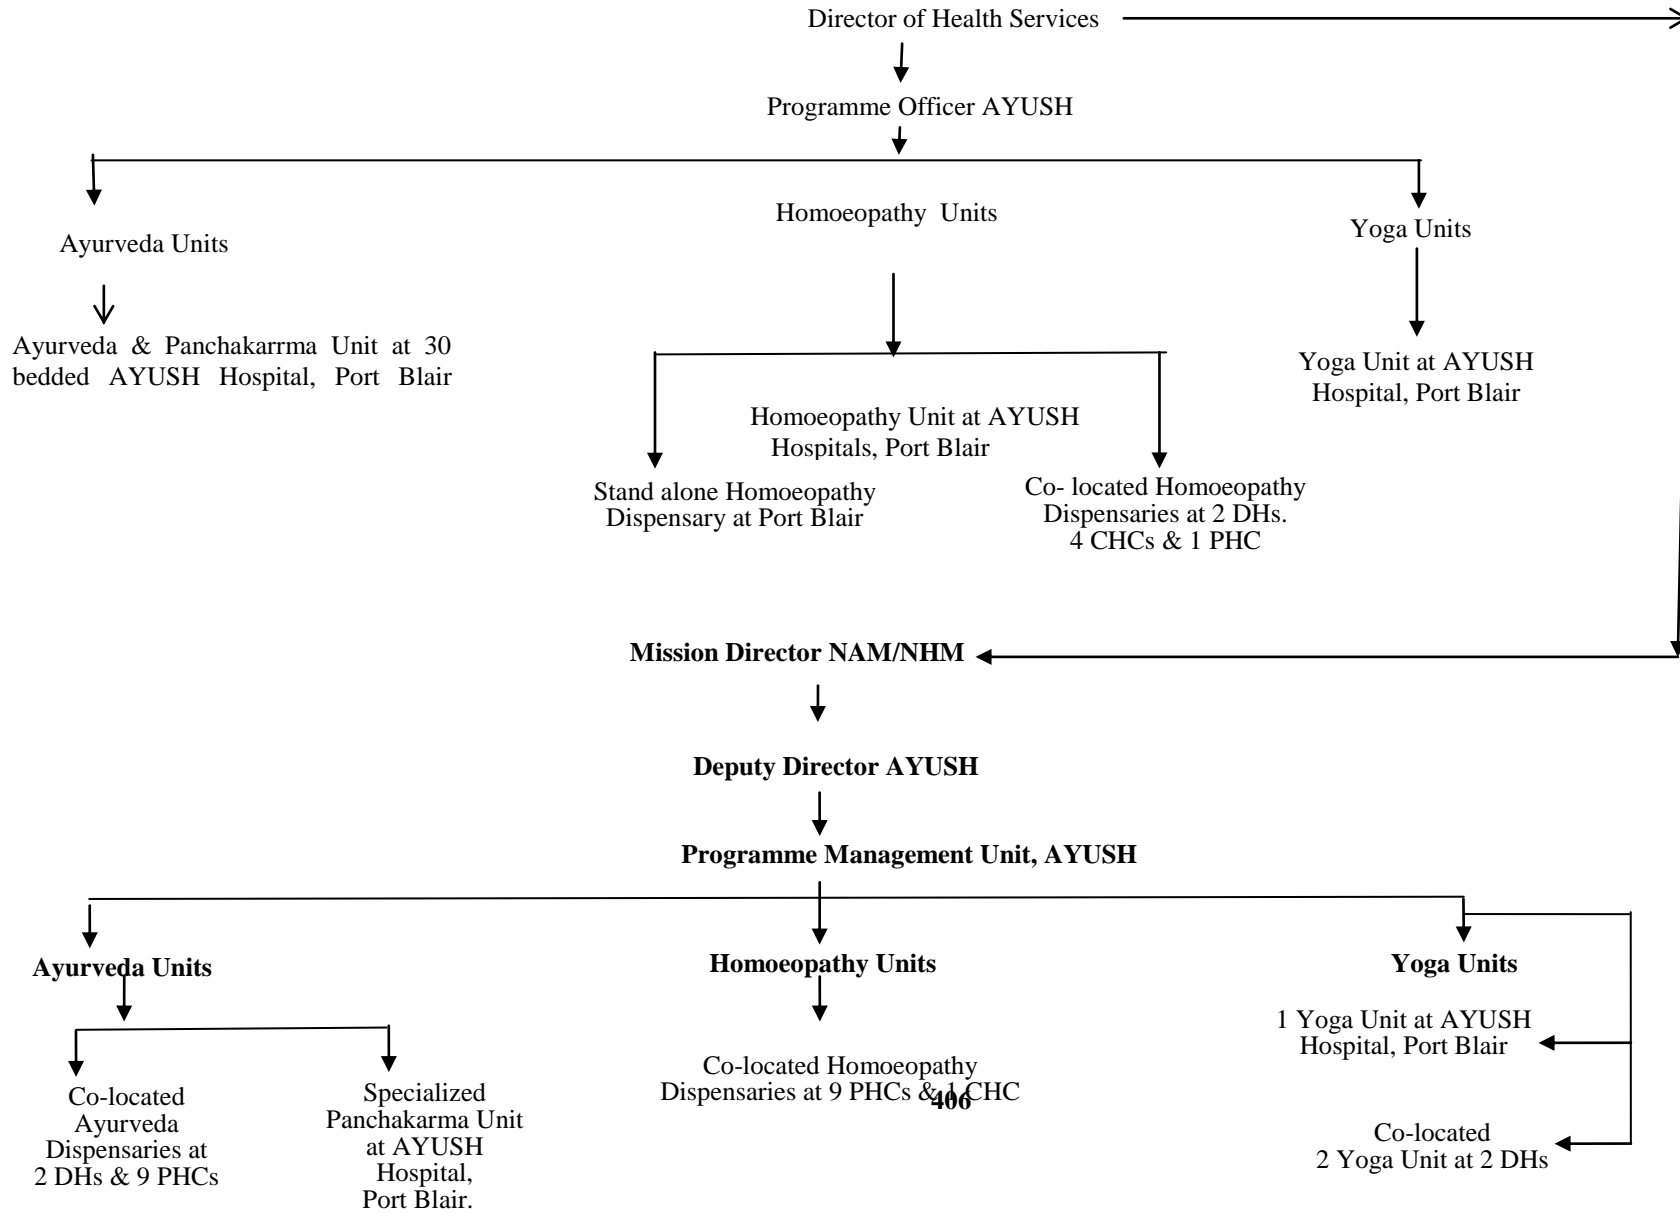 Director of Health Services
Programme Officer AYUSH
Ayurveda Units
Homoeopathy Units
Yoga Units
Ayurveda & Panchakarrma Unit at 30
bedded AYUSH Hospital, Port Blair
Homoeopathy Unit at AYUSH
Hospitals, Port Blair
Yoga Unit at AYUSH
Hospital, Port Blair
Stand alone Homoeopathy
Dispensary at Port Blair
Co- located Homoeopathy
Dispensaries at 2 DHs.
4 CHCs & 1 PHC
Mission Director NAM/NHM
Deputy Director AYUSH
Programme Management Unit, AYUSH
Ayurveda Units
Homoeopathy Units
Yoga Units
Co-located
Ayurveda
Dispensaries at
2 DHs & 9 PHCs
Specialized
Panchakarma Unit
at AYUSH
Hospital,
Port Blair.
Co-located Homoeopathy
Dispensaries at 9 PHCs & 1 CHC
406
1 Yoga Unit at AYUSH
Hospital, Port Blair
Co-located
2 Yoga Unit at 2 DHs